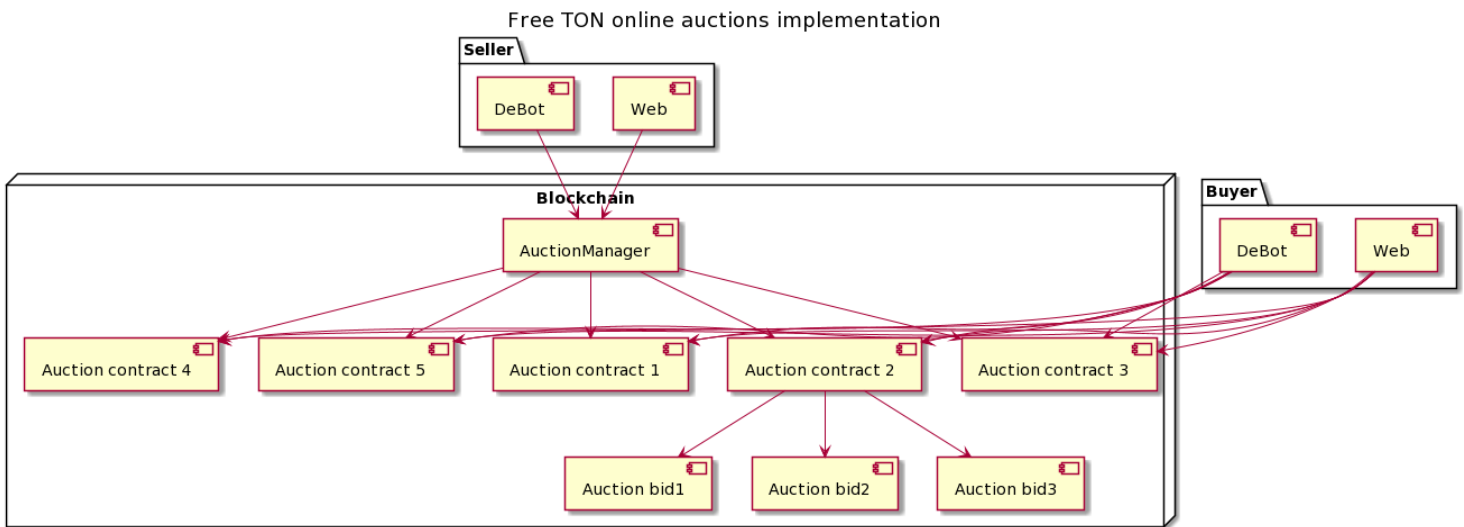 Free TON online auctions implementation
Seller
DeBot
Web
Blockchain
Buyer
AuctionManager
DeBot
Web
Auction contract 4
Auction contract 5
Auction contract 1
Auction contract 2
Auction contract 3
Auction bid1
Auction bid2
Auction bid3